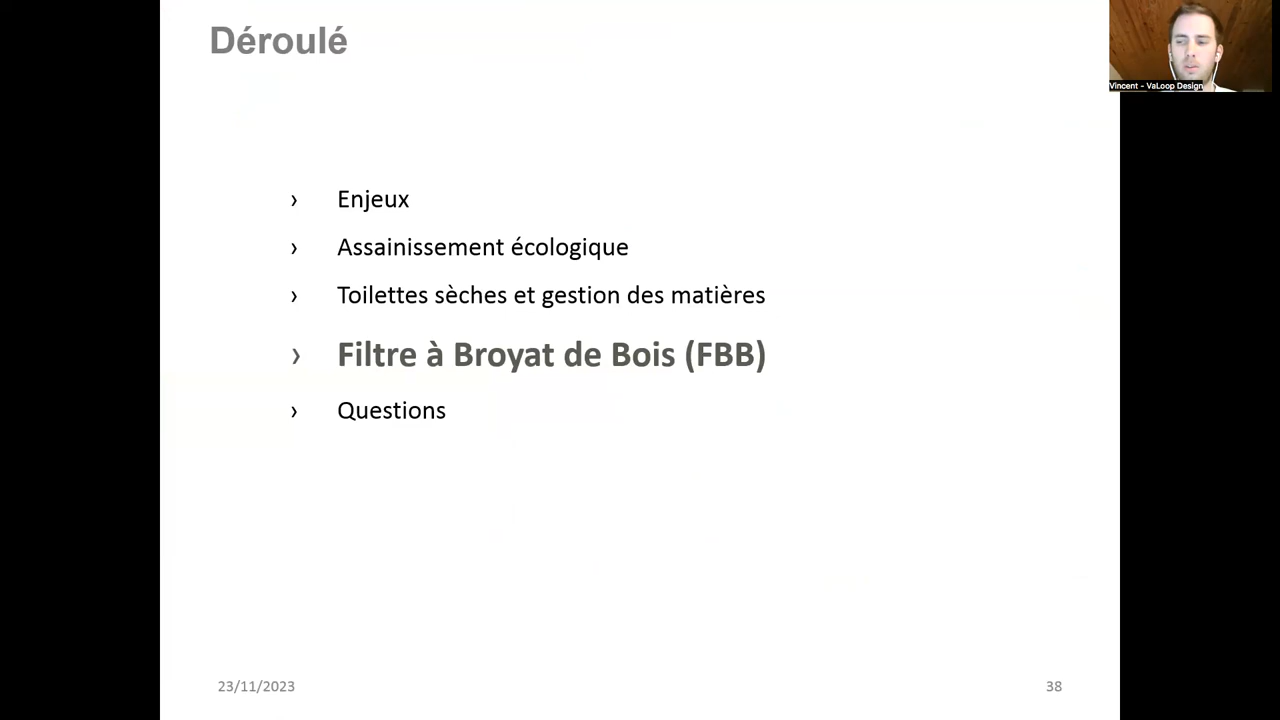 Déroulé
Vincent - VaLoop Design
› Enjeux
› Assainissement écologique
› Toilettes sèches et gestion des matières
› Filtre à Broyat de Bois (FBB)
› Questions
23/11/2023
38